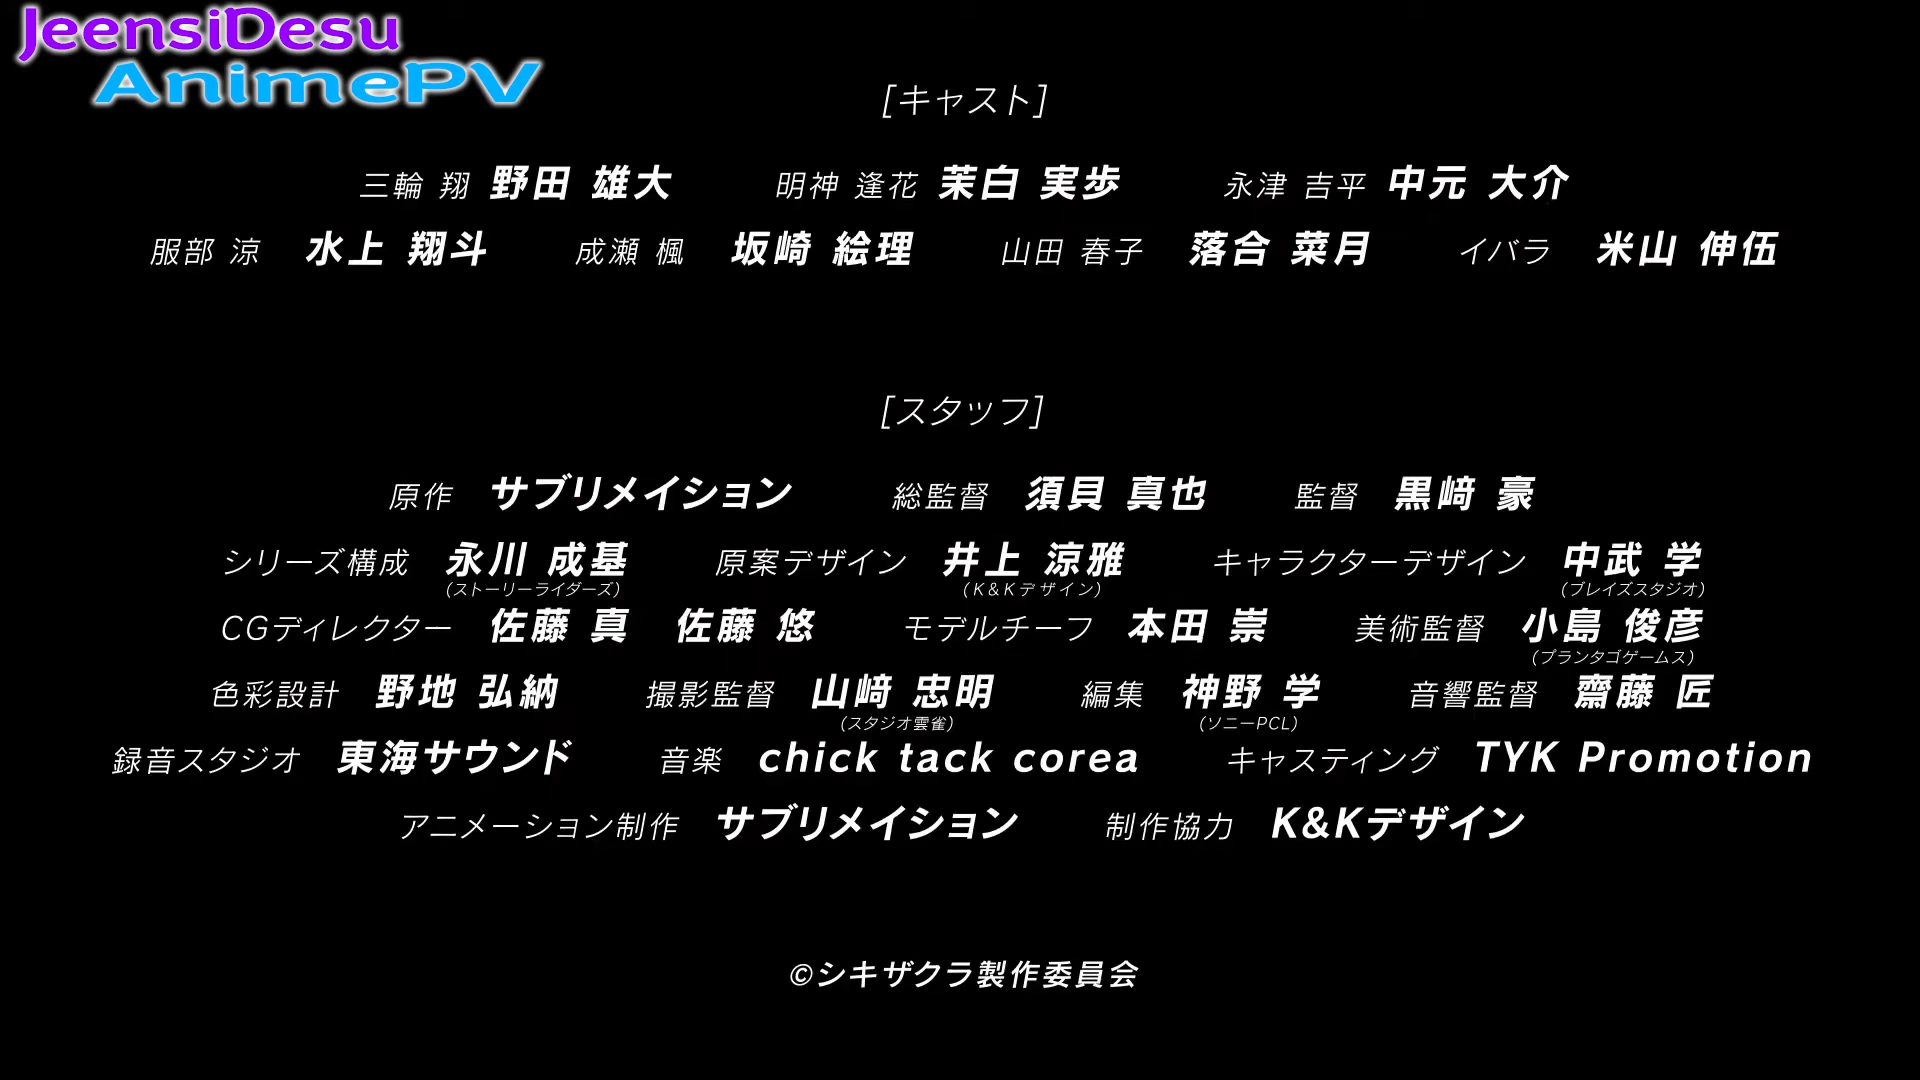 JeensiDesu
AnimePV
[キャスト]
三輪 翔 野田 雄大 明神 逢花 茉白 実歩 永津 吉平 中元 大介
服部 涼 水上 翔斗 成瀬 楓 坂崎 絵理 山田 春子 落合 菜月 イバラ 米山 伸伍
[スタッフ]
原作 サブリメイション 総監督 須貝 真也 監督 黒﨑 豪
シリーズ構成 永川 成基 原案デザイン 井上 涼雅 キャラクターデザイン 中武 学
(ストーリーライダーズ) (K&Kデザイン) (ブレイズスタジオ)
CGディレクター 佐藤 真 佐藤 悠 モデルチーフ 本田 崇 美術監督 小島 俊彦
(プランタゴゲームス)
色彩設計 野地 弘納 撮影監督 山﨑 忠明 編集 神野 学 音響監督 齋藤 匠
(スタジオ雲雀) (ソニーPCL)
録音スタジオ 東海サウンド 音楽 chick tack corea キャスティング TYK Promotion
アニメーション制作 サブリメイション 制作協力 K&Kデザイン
©シキザクラ製作委員会